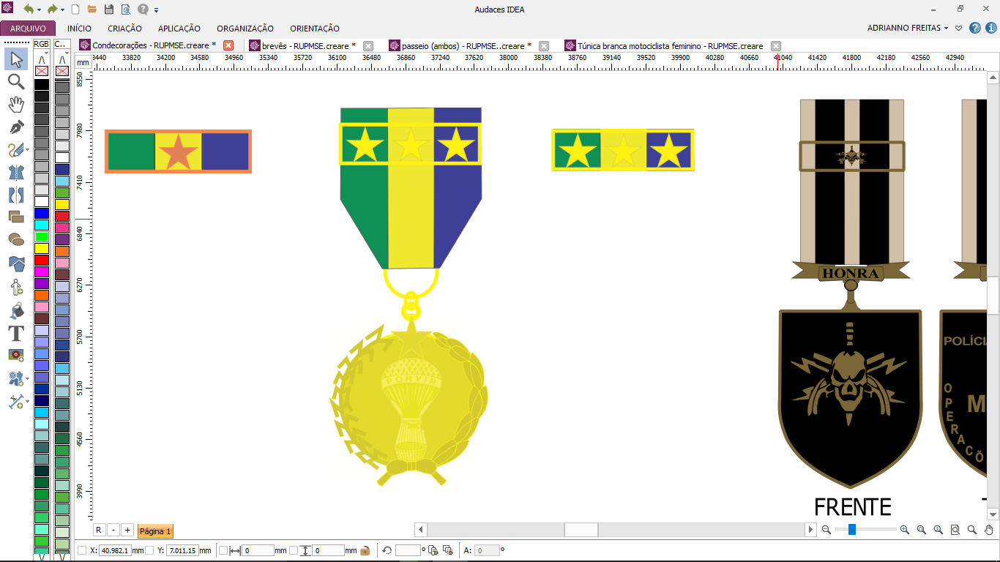 Audaces IDEA
ARQUIVO INÍCIO CRIAÇÃO APLICAÇÃO ORGANIZAÇÃO ORIENTAÇÃO ADRIANNO FREITAS
RGB C.. Condecorações - RUPMSE.creare * brevês - RUPMSE.creare * passeio (ambos) - RUPMSE..creare * Túnica branca motociclista feminino - RUPMSE.creare
mm 33440 33820 34200 34580 34960 35340 35720 36100 36480 36860 37240 37620 38000 38380 38760 39140 39520 39900 40280 40660 41040 41420 41800 42180 42560 42940
8550
7980
7410
6840
6270
5700
5130
4560
3990
HONRA
PORVIR
POLÍCIA
M
OPERAÇÕ
FRENTE
T
R - + Página 1
X: 40.982,1 mm Y: 7.011,15 mm 0 mm 0 mm º A: 0 º